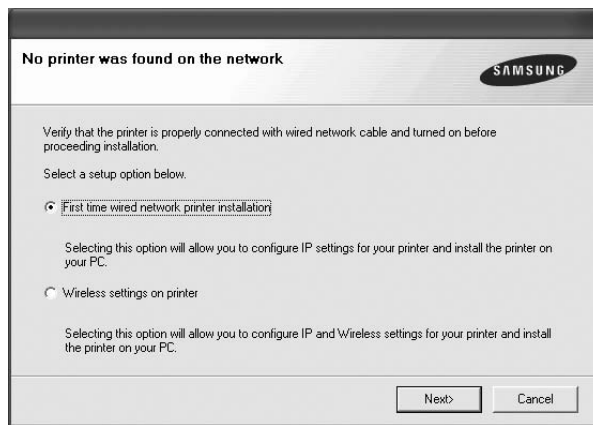 No printer was found on the network
SAMSUNG
Verify that the printer is properly connected with wired network cable and turned on before
proceeding installation.
Select a setup option below.
First time wired network printer installation
Selecting this option will allow you to configure IP settings for your printer and install the printer on
your PC.
Wireless settings on printer
Selecting this option will allow you to configure IP and Wireless settings for your printer and install
the printer on your PC.
Next>
Cancel